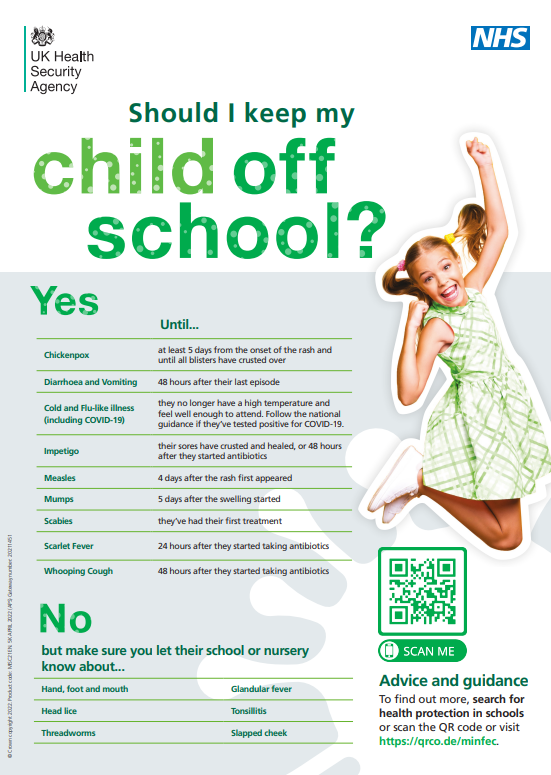 UK Health
Security
Agency
NHS
Should I keep my
child off
school?
Yes
Until...
Chickenpox
at least 5 days from the onset of the rash and
until all blisters have crusted over
Diarrhoea and Vomiting
48 hours after their last episode
Cold and Flu-like illness
(including COVID-19)
they no longer have a high temperature and
feel well enough to attend. Follow the national
guidance if they've tested positive for COVID-19.
Impetigo
their sores have crusted and healed, or 48 hours
after they started antibiotics
Measles
4 days after the rash first appeared
Mumps
5 days after the swelling started
Scabies
they've had their first treatment
Scarlet Fever
24 hours after they started taking antibiotics
Whooping Cough
48 hours after they started taking antibiotics
No
but make sure you let their school or nursery
know about...
Hand, foot and mouth
Glandular fever
Head lice
Tonsillitis
Threadworms
Slapped cheek
SCAN ME
Advice and guidance
To find out more, search for
health protection in schools
or scan the QR code or visit
https://qrco.de/minfec.
© Crown copyright 2022. Product code: 5K APRIL 2022 (APS) Gateway number: